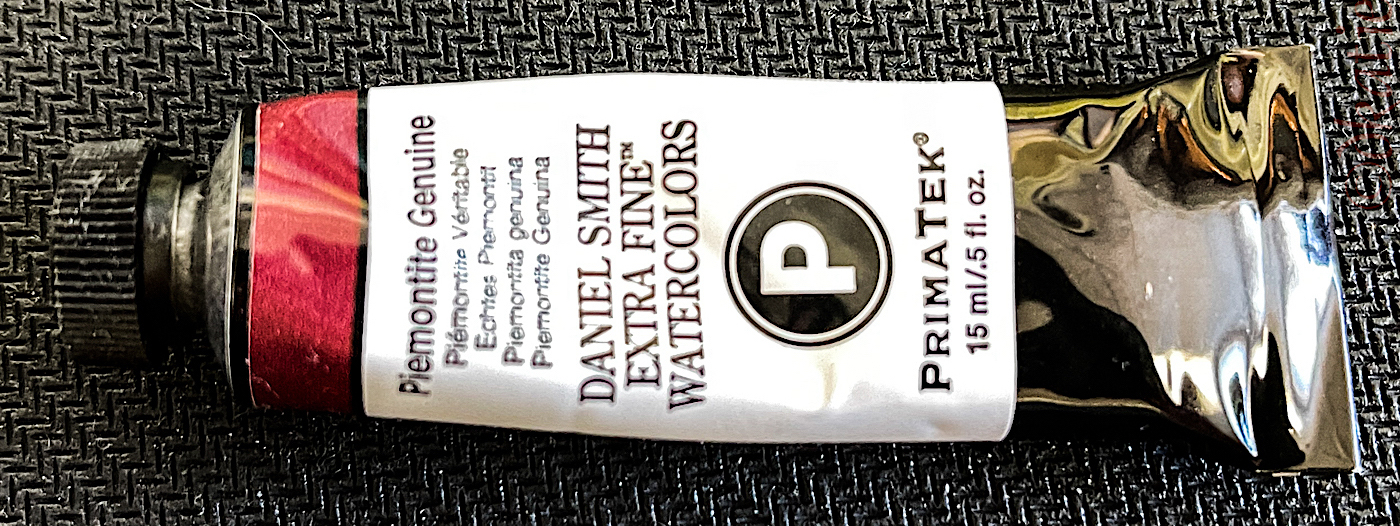 Piemontite Genuine
Piémontite Véritable
Echtes Piemontit
Piemontita genuina
Piemontite Genuina
DANIEL SMITH
EXTRA FINE™
WATERCOLORS
P
PRIMATEK®
15 ml/.5 fl. oz.